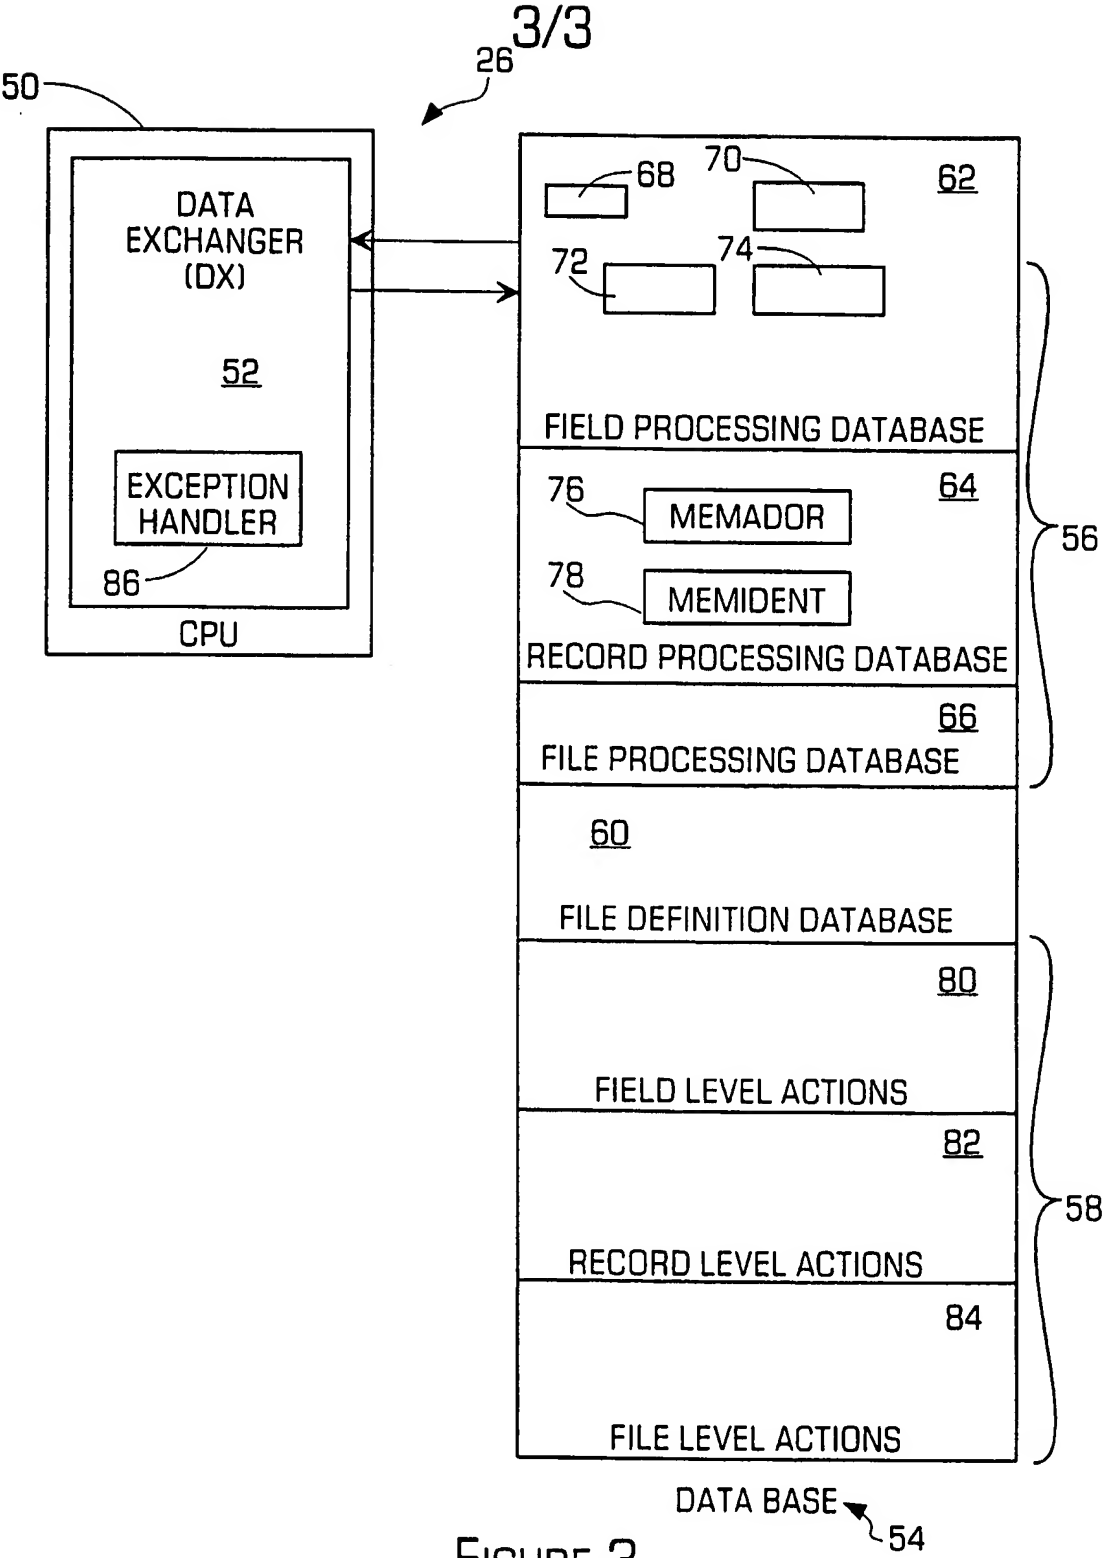 3/3
26
50
DATA
EXCHANGER
(DX)
52
EXCEPTION
HANDLER
86
CPU
68
70
62
72
74
FIELD PROCESSING DATABASE
64
76
MEMADOR
78
MEMIDENT
RECORD PROCESSING DATABASE
66
FILE PROCESSING DATABASE
56
60
FILE DEFINITION DATABASE
80
FIELD LEVEL ACTIONS
82
RECORD LEVEL ACTIONS
58
84
FILE LEVEL ACTIONS
DATA BASE
54